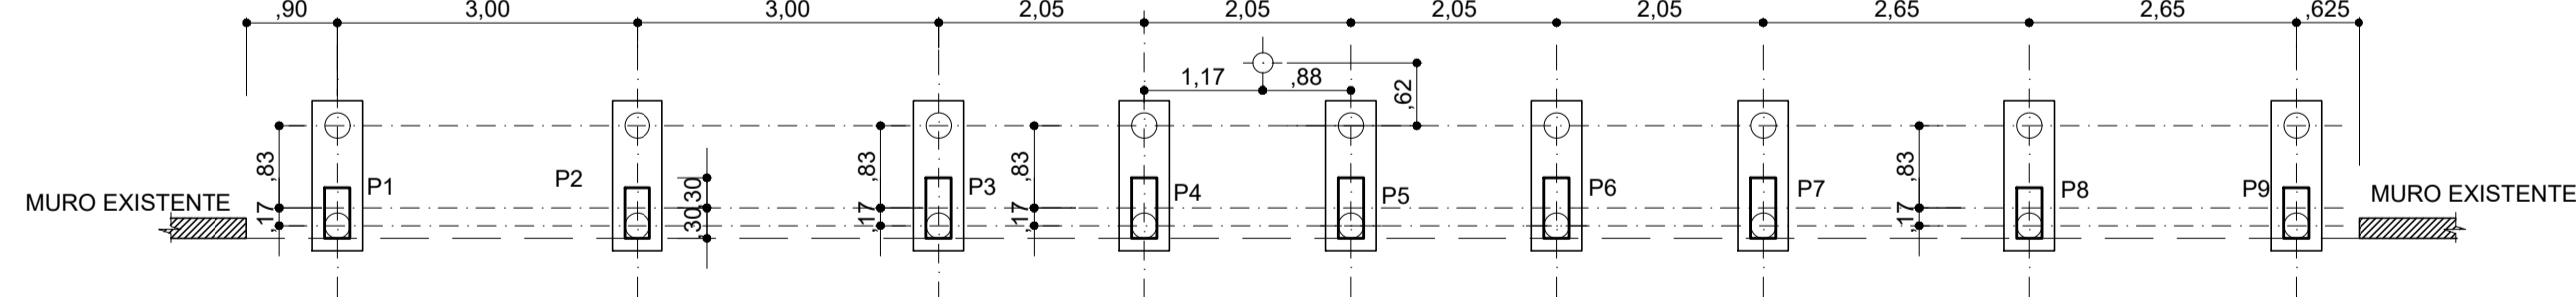 ,90 3,00 3,00 2,05 2,05 2,05 2,05 2,65 2,65 ,625
1,17 ,88 ,62
,83 ,83 ,83 ,83
P1 P2 P3 P4 P5 P6 P7 P8 P9
MURO EXISTENTE MURO EXISTENTE
,30 30
,17 ,17 ,17 ,17